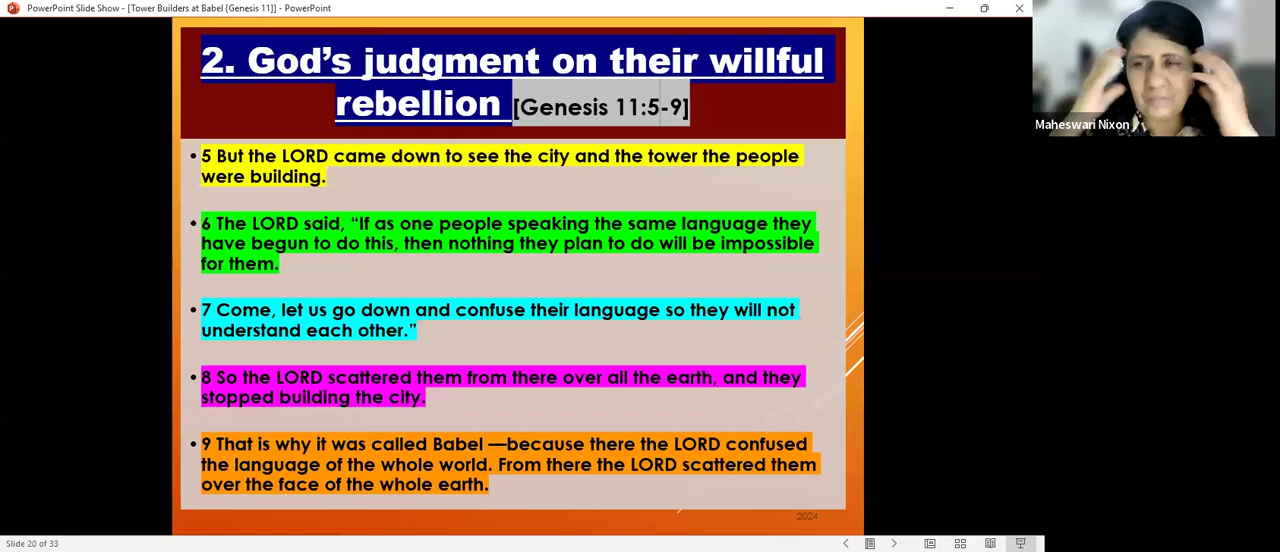 PowerPoint Slide Show - [Tower Builders at Babel {Genesis 11}] - PowerPoint
2. God's judgment on their willful
rebellion [Genesis 11:5-9]
Maheswari Nixon
• 5 But the LORD came down to see the city and the tower the people
were building.
• 6 The LORD said, “If as one people speaking the same language they
have begun to do this, then nothing they plan to do will be impossible
for them.
• 7 Come, let us go down and confuse their language so they will not
understand each other.”
• 8 So the LORD scattered them from there over all the earth, and they
stopped building the city.
• 9 That is why it was called Babel —because there the LORD confused
the language of the whole world. From there the LORD scattered them
over the face of the whole earth.
2024
Slide 20 of 33